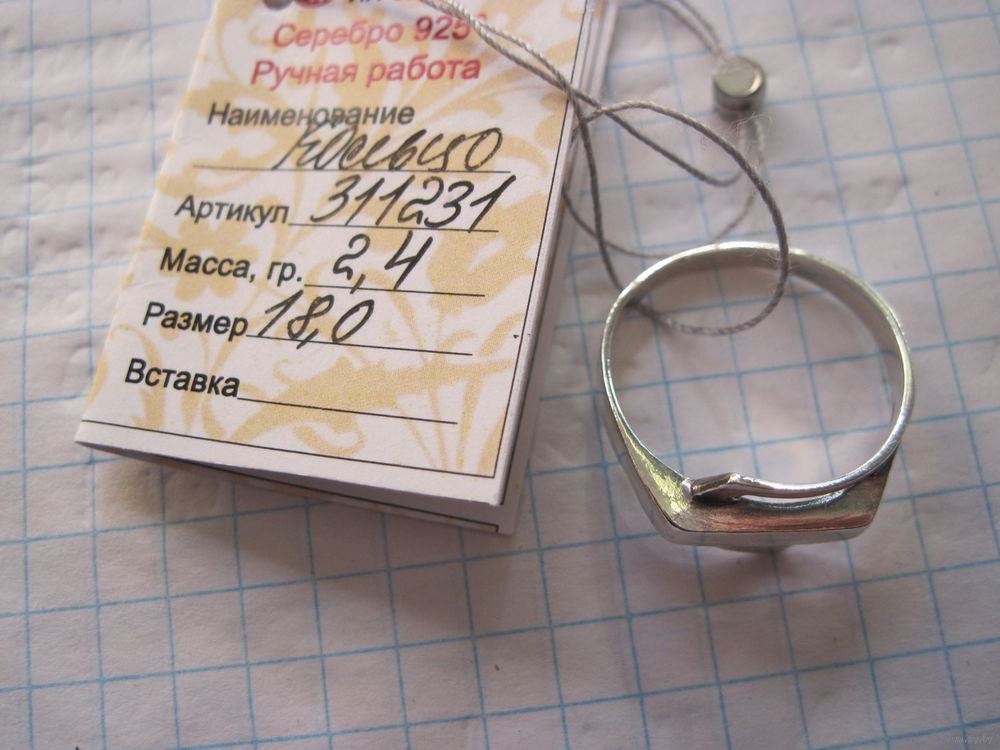 Серебро 925°
Ручная работа
Наименование Кольцо
Артикул 311231
Масса, гр. 2,4
Размер 18,0
Вставка